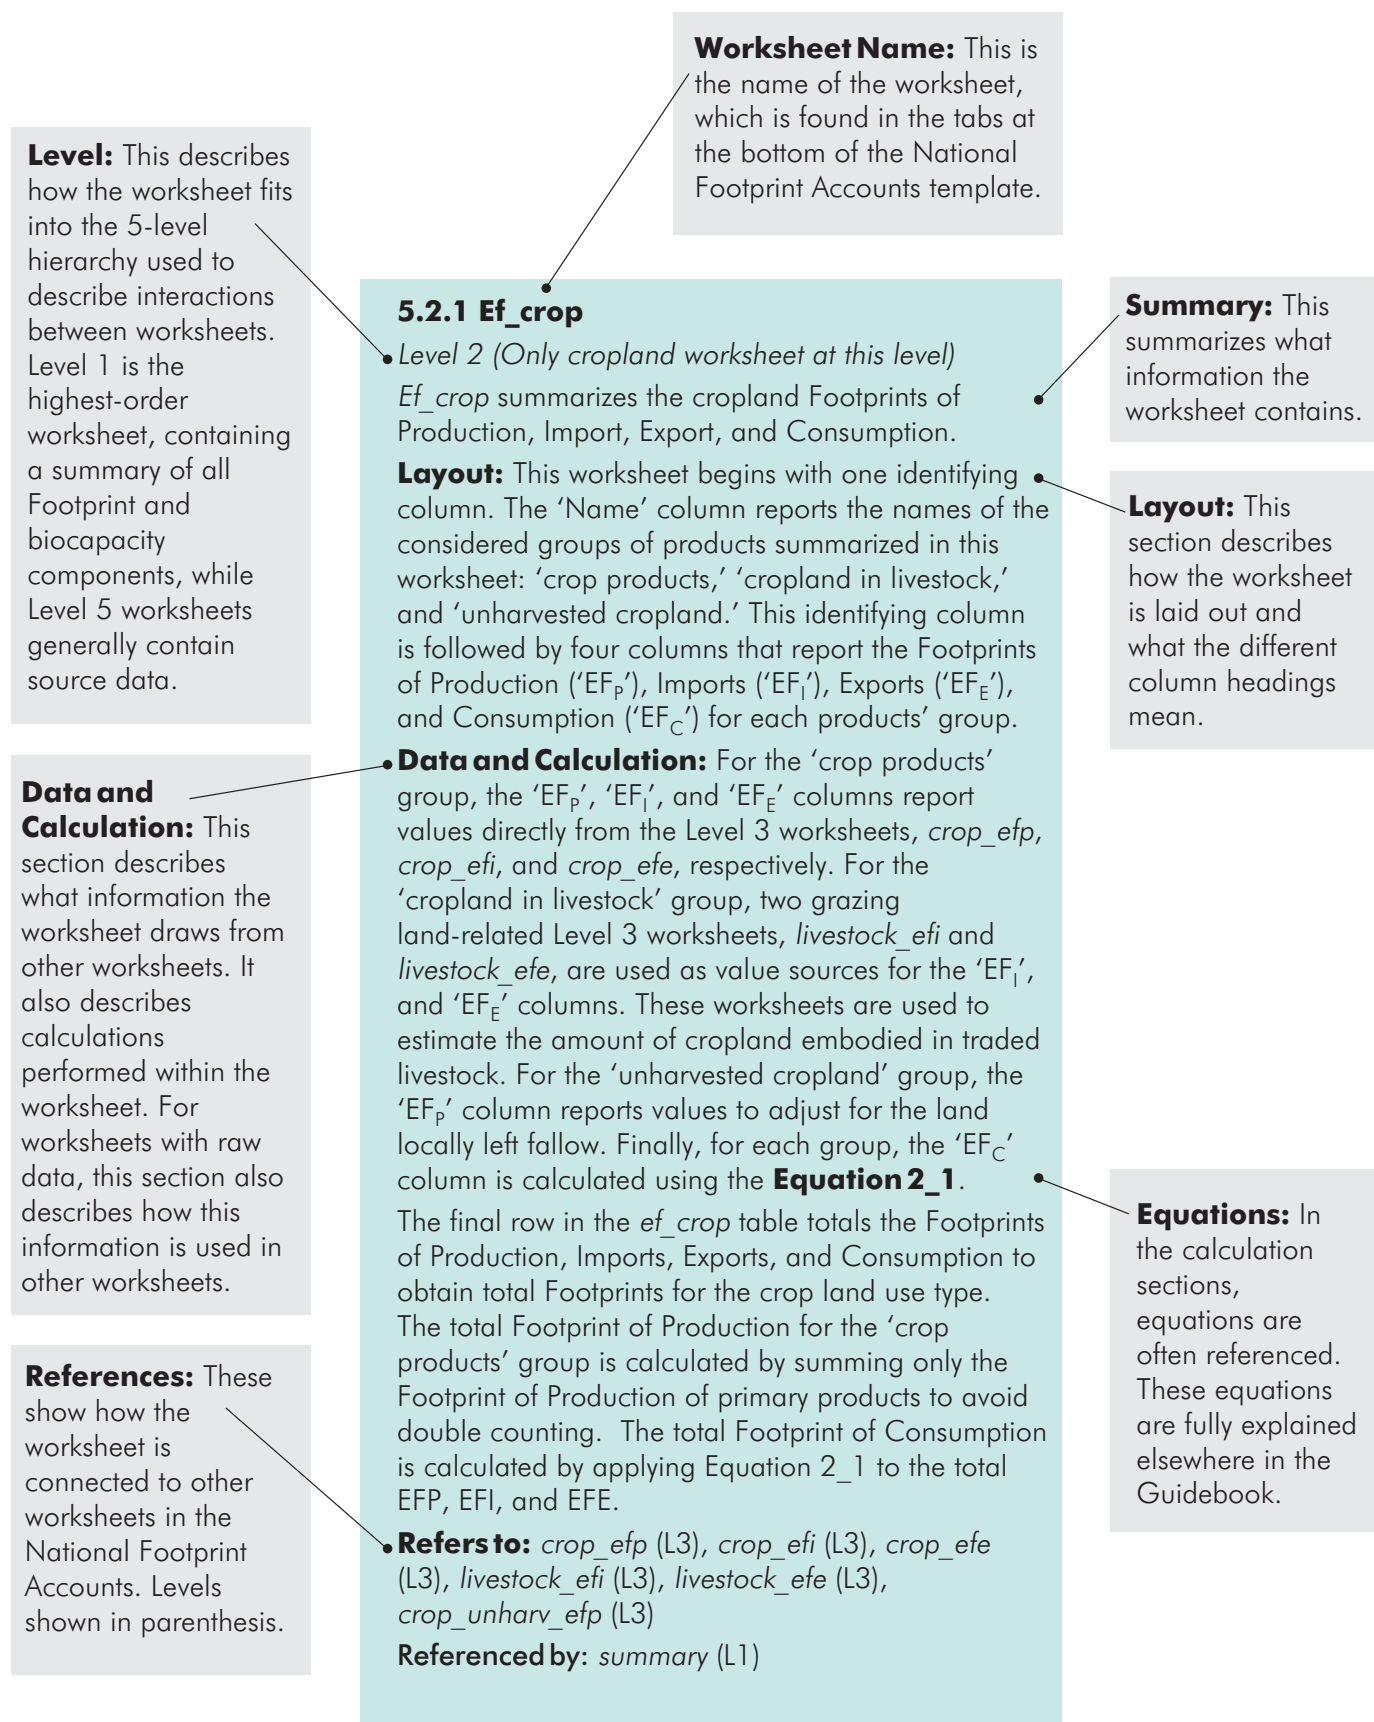 Worksheet Name: This is
the name of the worksheet,
which is found in the tabs at
the bottom of the National
Footprint Accounts template.
Level: This describes
how the worksheet fits
into the 5-level
hierarchy used to
describe interactions
between worksheets.
Level 1 is the
highest-order
worksheet, containing
a summary of all
Footprint and
biocapacity
components, while
Level 5 worksheets
generally contain
source data.
Data and
Calculation: This
section describes
what information the
worksheet draws from
other worksheets. It
also describes
calculations
performed within the
worksheet. For
worksheets with raw
data, this section also
describes how this
information is used in
other worksheets.
References: These
show how the
worksheet is
connected to other
worksheets in the
National Footprint
Accounts. Levels
shown in parenthesis.
5.2.1 Ef_crop
Level 2 (Only cropland worksheet at this level)
Ef_crop summarizes the cropland Footprints of
Production, Import, Export, and Consumption.
Layout: This worksheet begins with one identifying
column. The ‘Name’ column reports the names of the
considered groups of products summarized in this
worksheet: ‘crop products,’ ‘cropland in livestock,’
and ‘unharvested cropland.’ This identifying column
is followed by four columns that report the Footprints
of Production (‘EFP’), Imports (‘EFI’), Exports (‘EFE’),
and Consumption (‘EFC’) for each products’ group.
Data and Calculation: For the ‘crop products’
group, the ‘EFP’, ‘EFI’, and ‘EFE’ columns report
values directly from the Level 3 worksheets, crop_efp,
crop_efi, and crop_efe, respectively. For the
‘cropland in livestock’ group, two grazing
land-related Level 3 worksheets, livestock_efi and
livestock_efe, are used as value sources for the ‘EFI’,
and ‘EFE’ columns. These worksheets are used to
estimate the amount of cropland embodied in traded
livestock. For the ‘unharvested cropland’ group, the
‘EFP’ column reports values to adjust for the land
locally left fallow. Finally, for each group, the ‘EFC’
column is calculated using the Equation 2_1.
The final row in the ef_crop table totals the Footprints
of Production, Imports, Exports, and Consumption to
obtain total Footprints for the crop land use type.
The total Footprint of Production for the ‘crop
products’ group is calculated by summing only the
Footprint of Production of primary products to avoid
double counting.  The total Footprint of Consumption
is calculated by applying Equation 2_1 to the total
EFP, EFI, and EFE.
Refers to: crop_efp (L3), crop_efi (L3), crop_efe
(L3), livestock_efi (L3), livestock_efe (L3),
crop_unharv_efp (L3)
Referenced by: summary (L1)
Summary: This
summarizes what
information the
worksheet contains.
Layout: This
section describes
how the worksheet
is laid out and
what the different
column headings
mean.
Equations: In
the calculation
sections,
equations are
often referenced.
These equations
are fully explained
elsewhere in the
Guidebook.